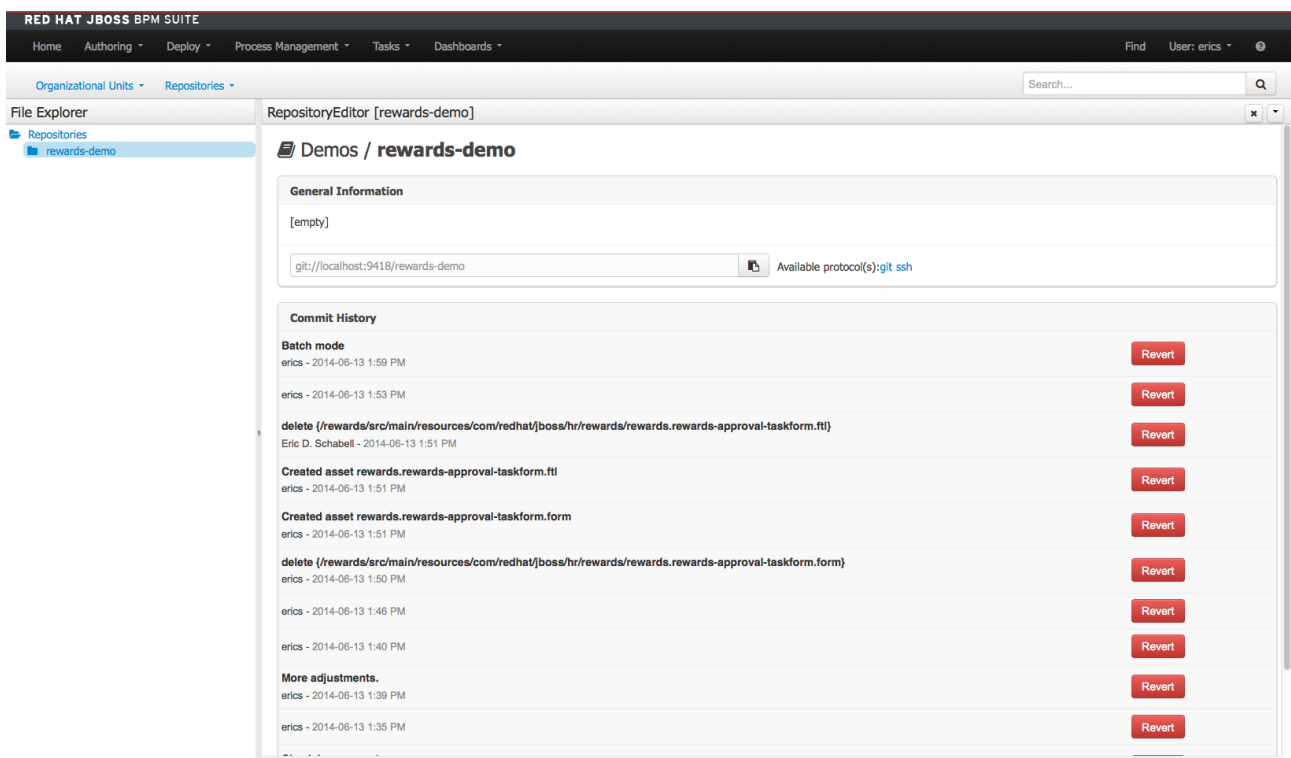 RED HAT JBOSS BPM SUITE
Home Authoring Deploy Process Management Tasks Dashboards Find User: erics
Organizational Units Repositories Search...
File Explorer
RepositoryEditor [rewards-demo]
Repositories
rewards-demo
Demos / rewards-demo
General Information
[empty]
git://localhost:9418/rewards-demo
Available protocol(s):git ssh
Commit History
Batch mode
erics - 2014-06-13 1:59 PM
Revert
erics - 2014-06-13 1:53 PM
Revert
delete {/rewards/src/main/resources/com/redhat/jboss/hr/rewards/rewards.rewards-approval-taskform.ftl}
Eric D. Schabell - 2014-06-13 1:51 PM
Revert
Created asset rewards.rewards-approval-taskform.ftl
erics - 2014-06-13 1:51 PM
Revert
Created asset rewards.rewards-approval-taskform.form
erics - 2014-06-13 1:51 PM
Revert
delete {/rewards/src/main/resources/com/redhat/jboss/hr/rewards/rewards.rewards-approval-taskform.form}
erics - 2014-06-13 1:50 PM
Revert
erics - 2014-06-13 1:46 PM
Revert
erics - 2014-06-13 1:40 PM
Revert
More adjustments.
erics - 2014-06-13 1:39 PM
Revert
erics - 2014-06-13 1:35 PM
Revert